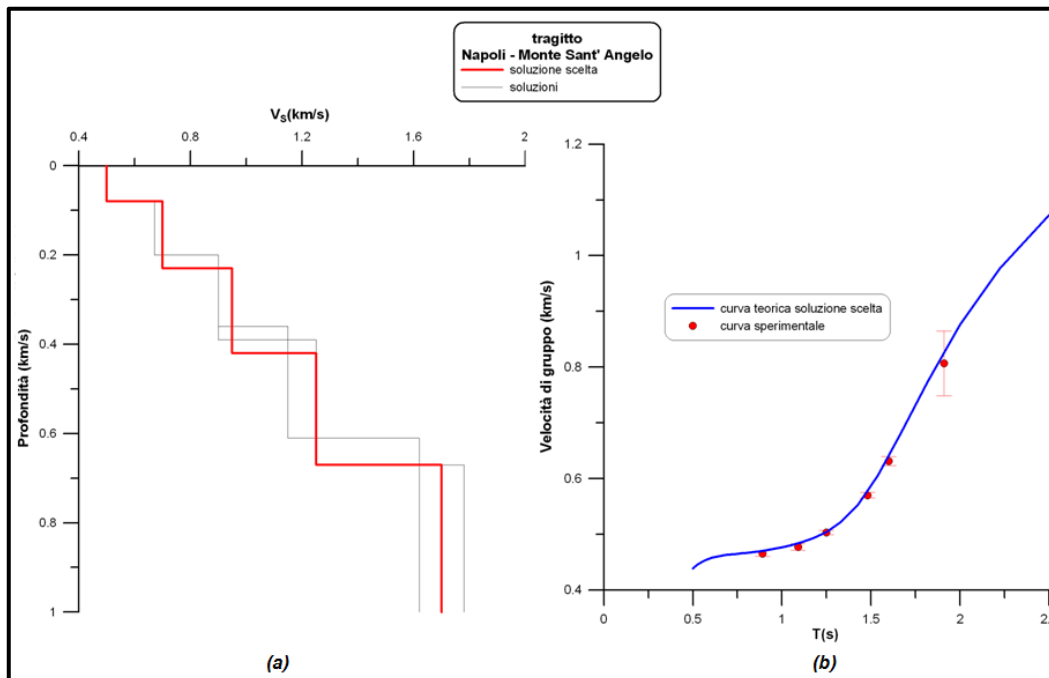 tragitto
Napoli - Monte Sant' Angelo
soluzione scelta
soluzioni
Vs(km/s)
0.4 0.8 1.2 1.6 2
0
0.2
0.4
0.6
0.8
1
Profondità (km/s)
(a)
1.2
1
0.8
0.6
0.4
Velocità di gruppo (km/s)
curva teorica soluzione scelta
curva sperimentale
0 0.5 1 1.5 2 2.
T(s)
(b)